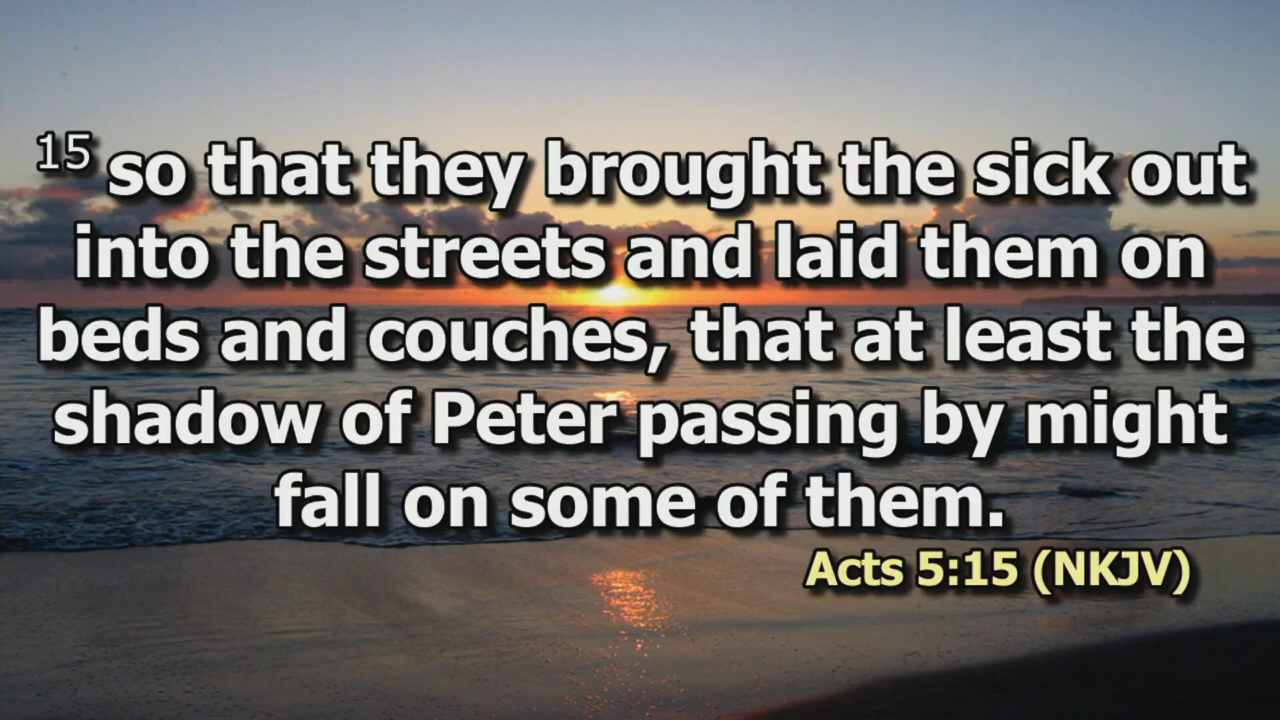 15 so that they brought the sick out
into the streets and laid them on
beds and couches, that at least the
shadow of Peter passing by might
fall on some of them.
Acts 5:15 (NKJV)